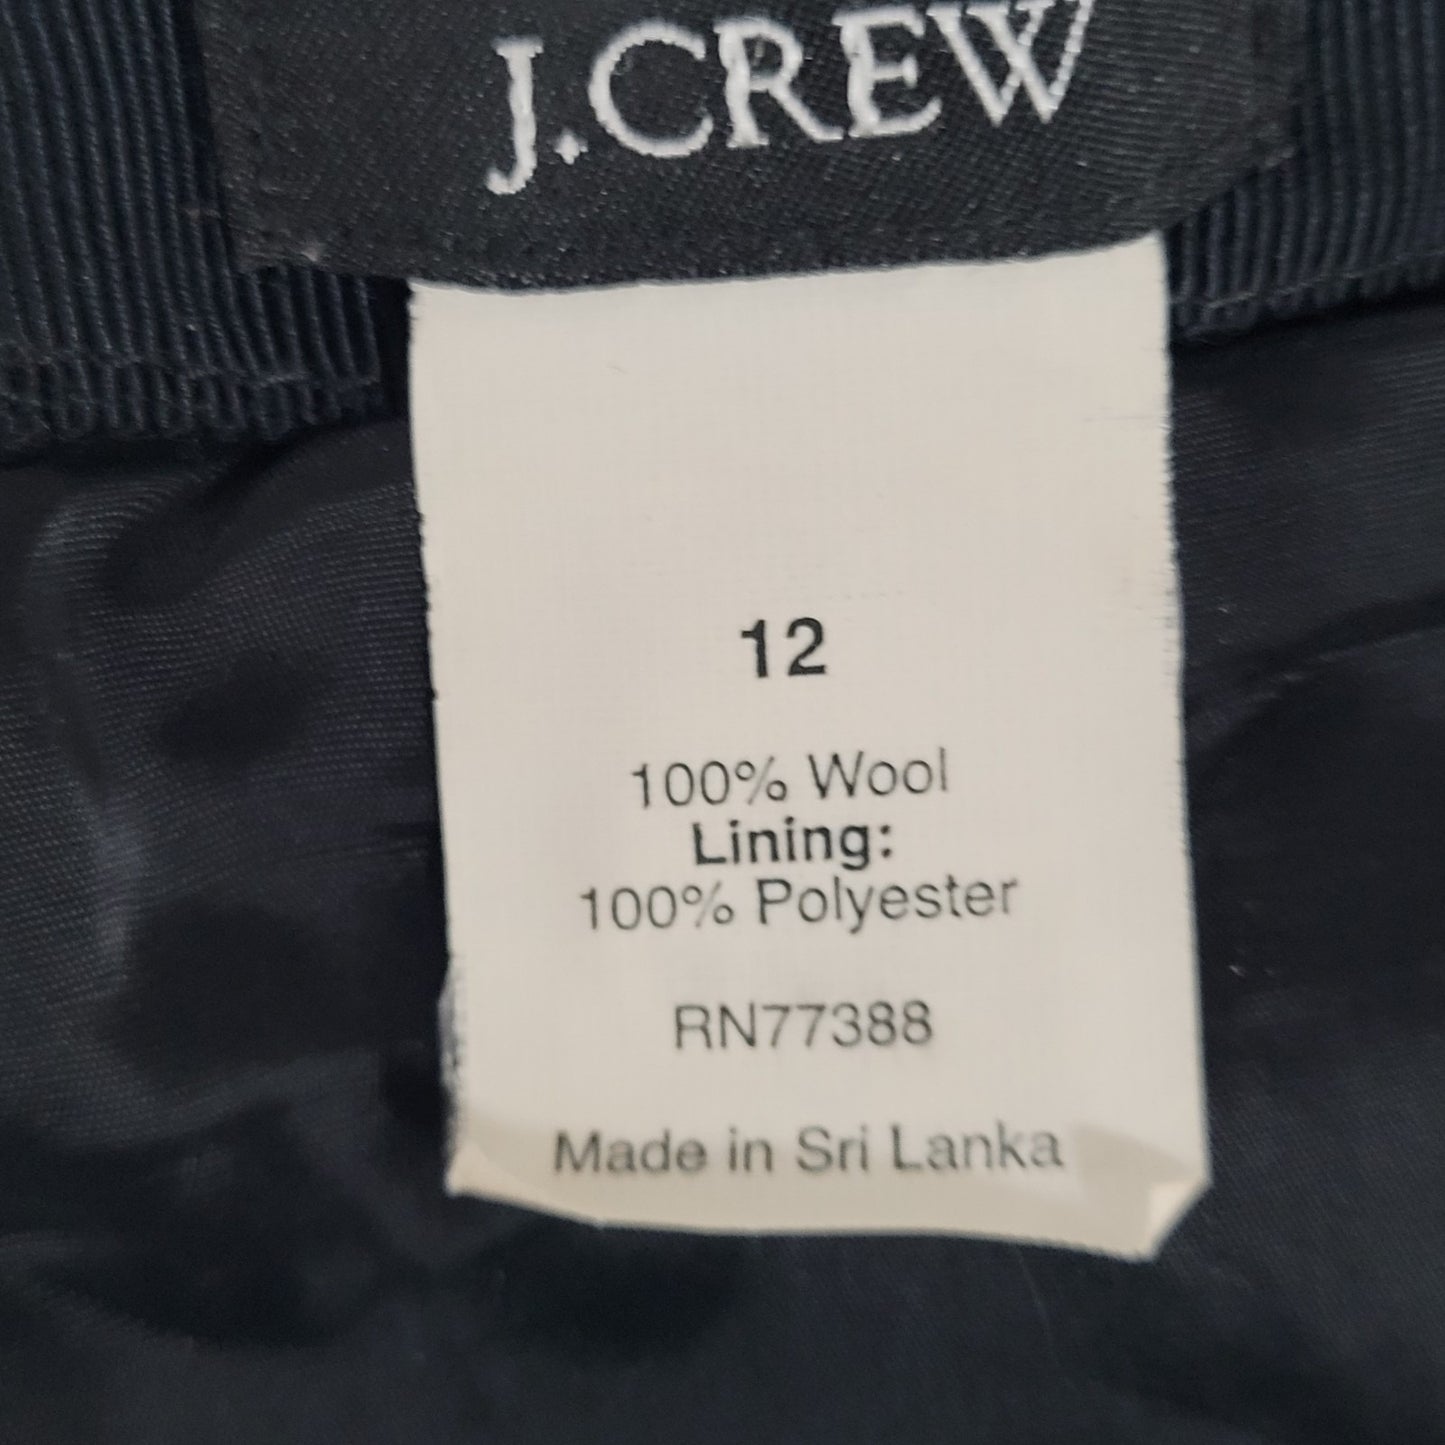 J.CREW
12
100% Wool
Lining:
100% Polyester
RN77388
Made in Sri Lanka